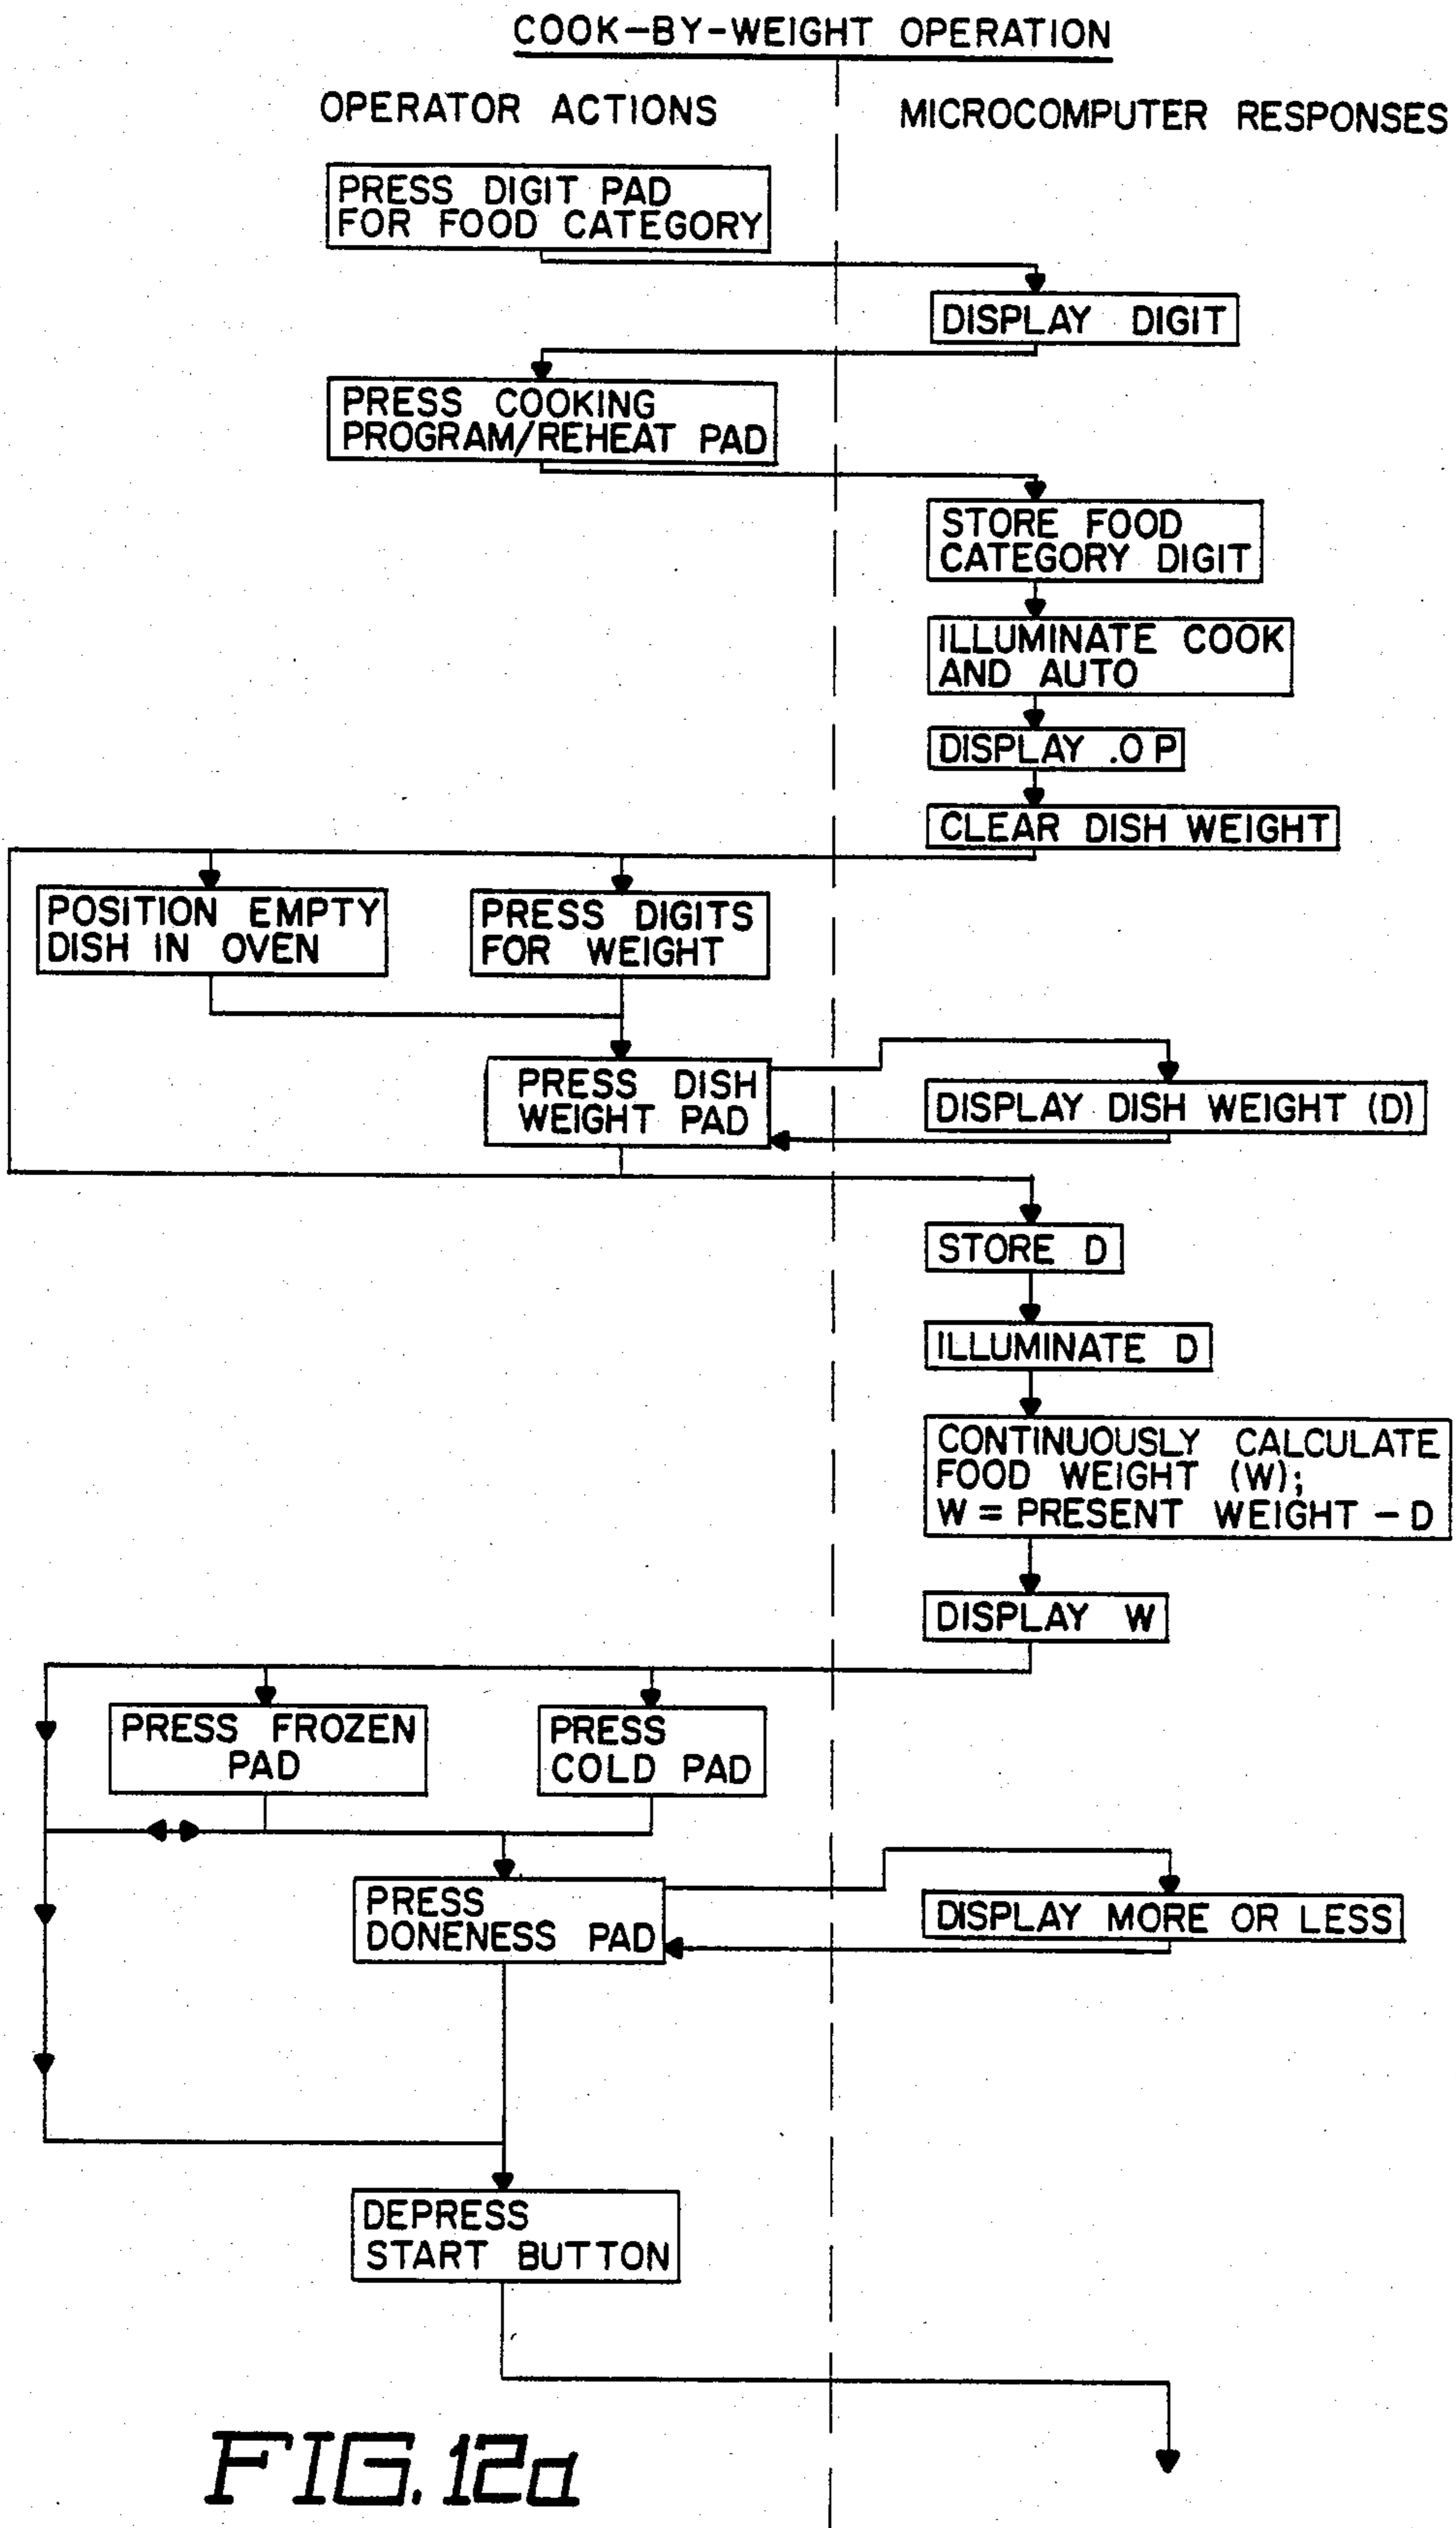 COOK-BY-WEIGHT OPERATION
OPERATOR ACTIONS
MICROCOMPUTER RESPONSES
PRESS DIGIT PAD
FOR FOOD CATEGORY
DISPLAY DIGIT
PRESS COOKING
PROGRAM/REHEAT PAD
STORE FOOD
CATEGORY DIGIT
ILLUMINATE COOK
AND AUTO
DISPLAY .0 P
CLEAR DISH WEIGHT
POSITION EMPTY
DISH IN OVEN
PRESS DIGITS
FOR WEIGHT
PRESS DISH
WEIGHT PAD
DISPLAY DISH WEIGHT (D)
STORE D
ILLUMINATE D
CONTINUOUSLY CALCULATE
FOOD WEIGHT (W);
W = PRESENT WEIGHT - D
DISPLAY W
PRESS FROZEN
PAD
PRESS
COLD PAD
PRESS
DONENESS PAD
DISPLAY MORE OR LESS
DEPRESS
START BUTTON
FIG. 12a